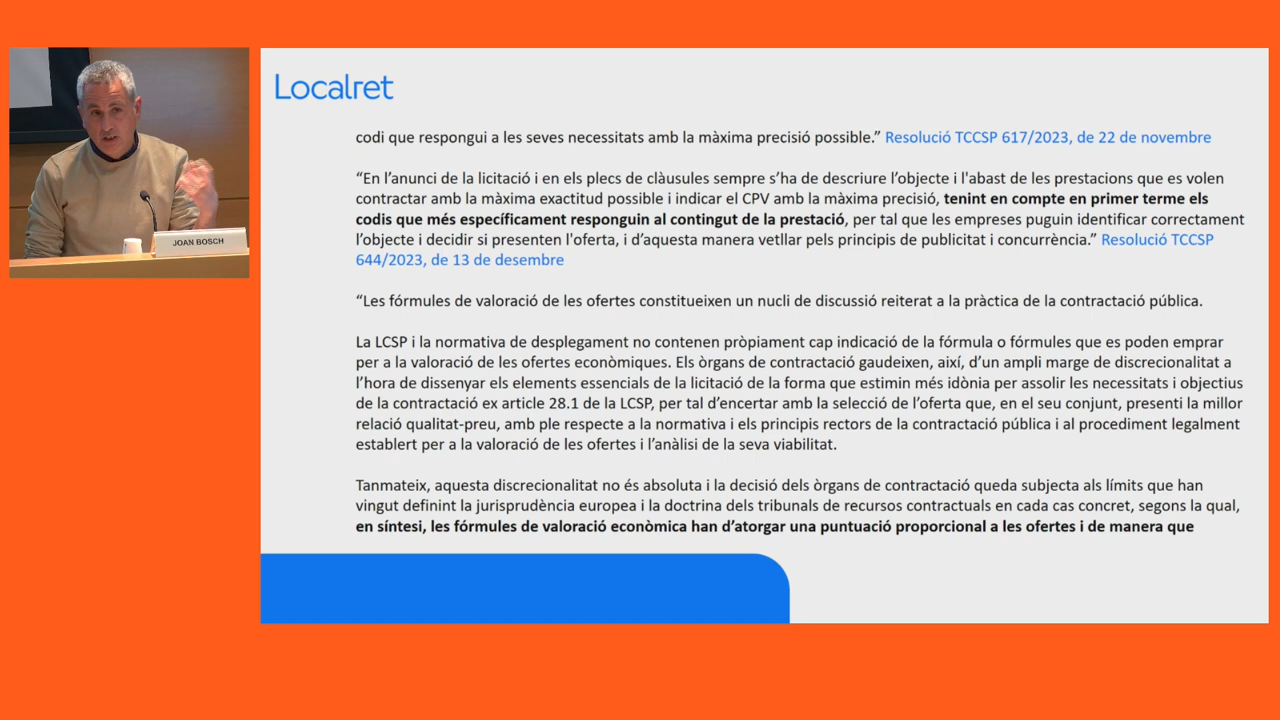 Localret
JOAN BOSCH
codi que respongui a les seves necessitats amb la màxima precisió possible.” Resolució TCCSP 617/2023, de 22 de novembre
“En l’anunci de la licitació i en els plecs de clàusules sempre s’ha de descriure l’objecte i l'abast de les prestacions que es volen
contractar amb la màxima exactitud possible i indicar el CPV amb la màxima precisió, tenint en compte en primer terme els
codis que més específicament responguin al contingut de la prestació, per tal que les empreses puguin identificar correctament
l’objecte i decidir si presenten l'oferta, i d’aquesta manera vetllar pels principis de publicitat i concurrència.” Resolució TCCSP
644/2023, de 13 de desembre
“Les fórmules de valoració de les ofertes constitueixen un nucli de discussió reiterat a la pràctica de la contractació pública.
La LCSP i la normativa de desplegament no contenen pròpiament cap indicació de la fórmula o fórmules que es poden emprar
per a la valoració de les ofertes econòmiques. Els òrgans de contractació gaudeixen, així, d’un ampli marge de discrecionalitat a
l’hora de dissenyar els elements essencials de la licitació de la forma que estimin més idònia per assolir les necessitats i objectius
de la contractació ex article 28.1 de la LCSP, per tal d’encertar amb la selecció de l’oferta que, en el seu conjunt, presenti la millor
relació qualitat-preu, amb ple respecte a la normativa i els principis rectors de la contractació pública i al procediment legalment
establert per a la valoració de les ofertes i l’anàlisi de la seva viabilitat.
Tanmateix, aquesta discrecionalitat no és absoluta i la decisió dels òrgans de contractació queda subjecta als límits que han
vingut definint la jurisprudència europea i la doctrina dels tribunals de recursos contractuals en cada cas concret, segons la qual,
en síntesi, les fórmules de valoració econòmica han d’atorgar una puntuació proporcional a les ofertes i de manera que